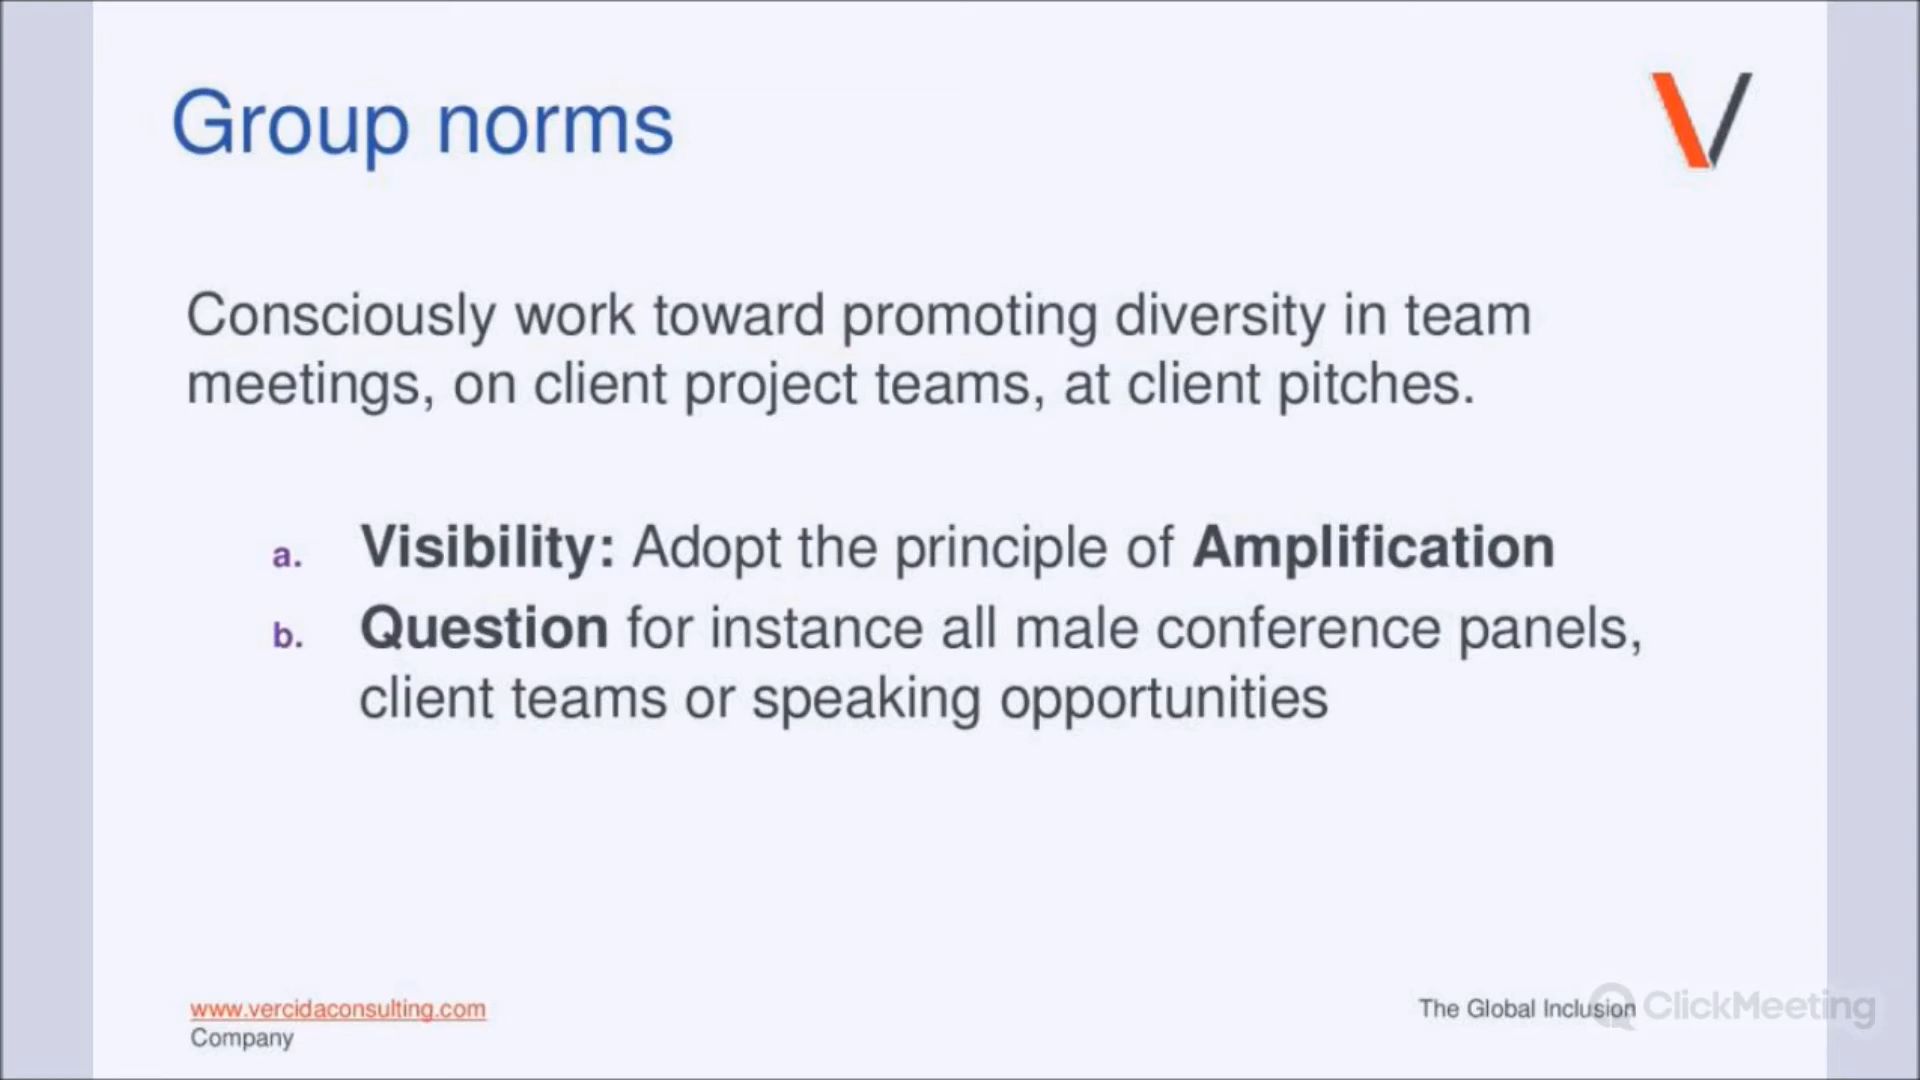 Group norms
Consciously work toward promoting diversity in team
meetings, on client project teams, at client pitches.
a. Visibility: Adopt the principle of Amplification
b. Question for instance all male conference panels,
client teams or speaking opportunities
www.vercidaconsulting.com
The Global Inclusion
Company
ClickMeeting